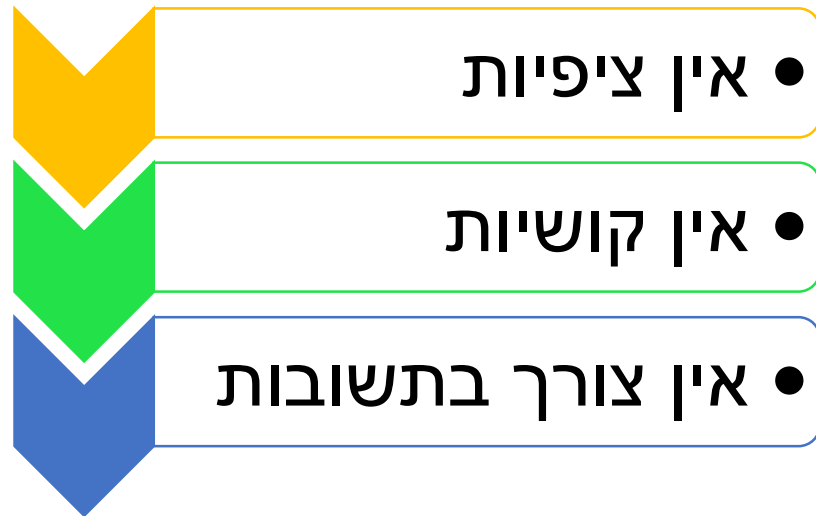 • אין ציפיות
• אין קושיות
• אין צורך בתשובות